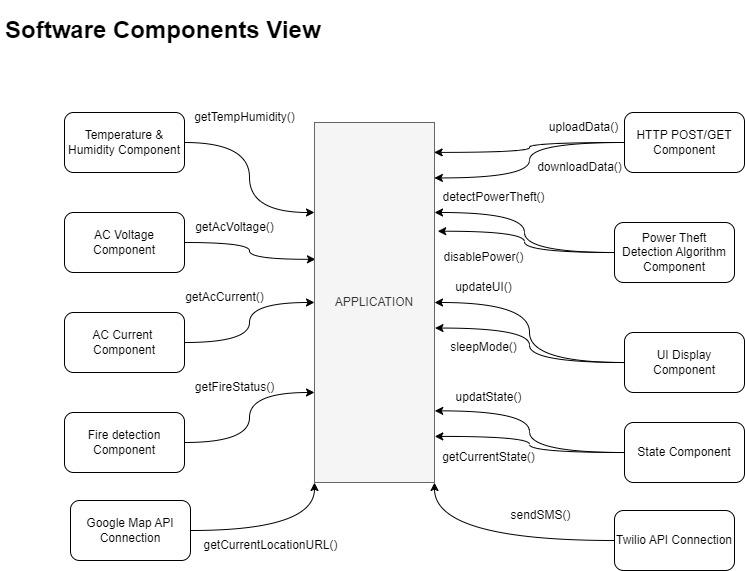 Software Components View
getTempHumidity()
Temperature &
Humidity Component
uploadData()
HTTP POST/GET
Component
downloadData()
AC Voltage
Component
getAcVoltage()
detectPowerTheft()
Power Theft
Detection Algorithm
Component
disablePower()
AC Current
Component
getAcCurrent()
APPLICATION
updateUI()
sleepMode()
UI Display
Component
Fire detection
Component
getFireStatus()
updatState()
getCurrentState()
State Component
Google Map API
Connection
getCurrentLocationURL()
sendSMS()
Twilio API Connection